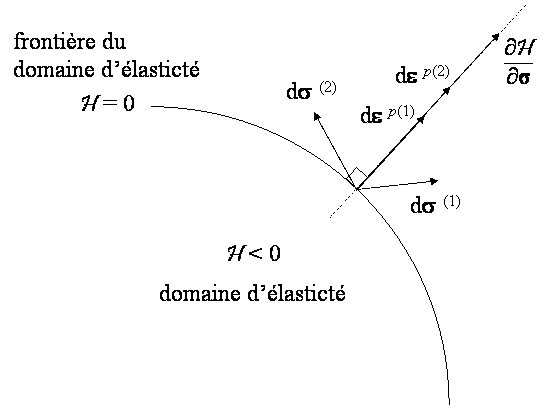 frontière du
domaine d'élasticté
ℋ = 0
dσ (2)
dε p(2)
dε p(1)
∂ℋ
∂σ
dσ (1)
ℋ < 0
domaine d'élasticté